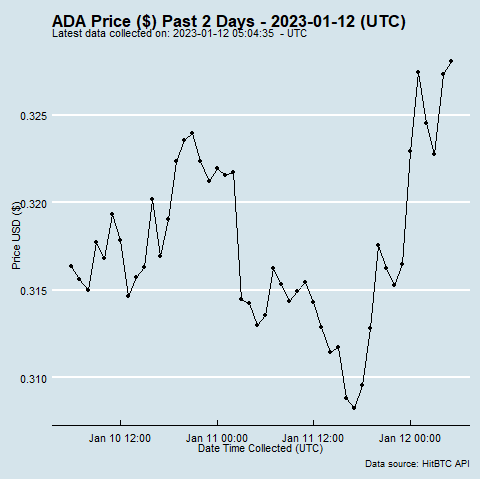 ADA Price ($) Past 2 Days - 2023-01-12 (UTC)
Latest data collected on: 2023-01-12 05:04:35  - UTC
0.325
0.320
0.315
0.310
Price USD ($)
Jan 10 12:00
Jan 11 00:00
Jan 11 12:00
Jan 12 00:00
Date Time Collected (UTC)
Data source: HitBTC API